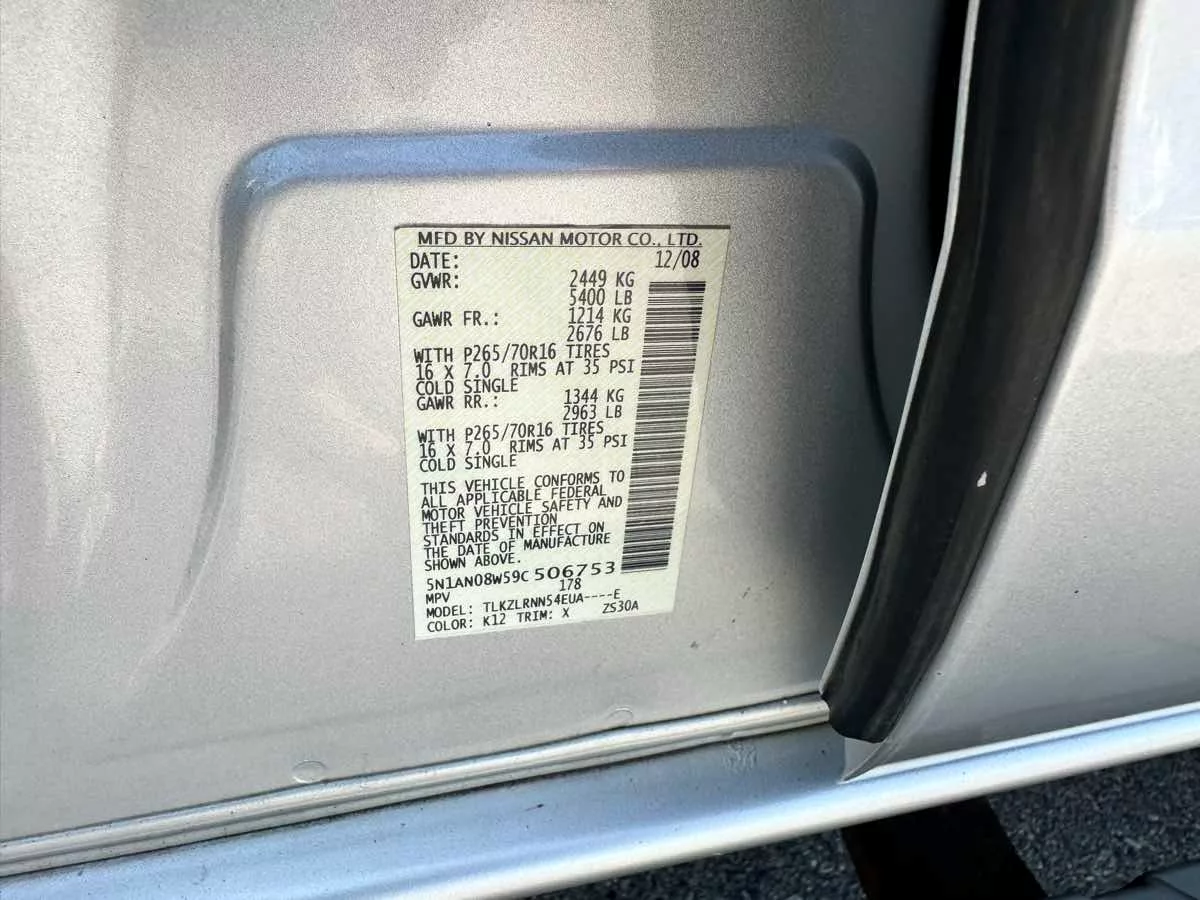 MFD BY NISSAN MOTOR CO., LTD.
DATE: 12/08
GVWR: 2449 KG
5400 LB
GAWR FR.: 1214 KG
2676 LB
WITH P265/70R16 TIRES
16 X 7.0 RIMS AT 35 PSI
COLD SINGLE
GAWR RR.: 1344 KG
2963 LB
WITH P265/70R16 TIRES
16 X 7.0 RIMS AT 35 PSI
COLD SINGLE
THIS VEHICLE CONFORMS TO
ALL APPLICABLE FEDERAL
MOTOR VEHICLE SAFETY AND
THEFT PREVENTION
STANDARDS IN EFFECT ON
THE DATE OF MANUFACTURE
SHOWN ABOVE.
5N1AN08W59C506753
MPV 178
MODEL: TLKZLRNN54EUA----E
COLOR: K12 TRIM: X ZS30A